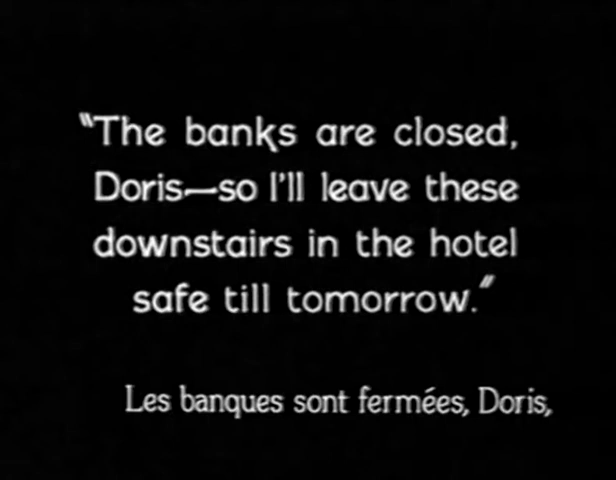 "The banks are closed,
Doris—so I'll leave these
downstairs in the hotel
safe till tomorrow."
Les banques sont fermées, Doris,